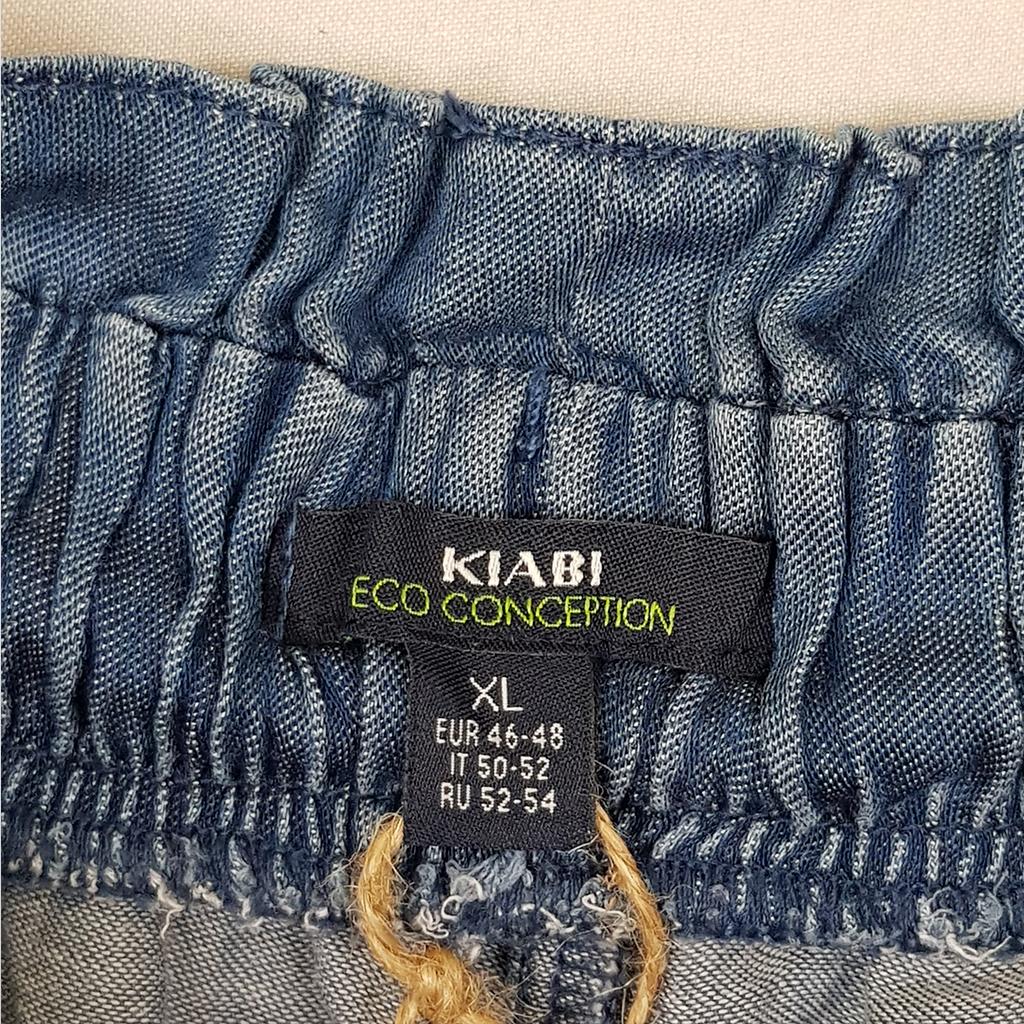 KIABI
ECO CONCEPTION
XL
EUR 46-48
IT 50-52
RU 52-54